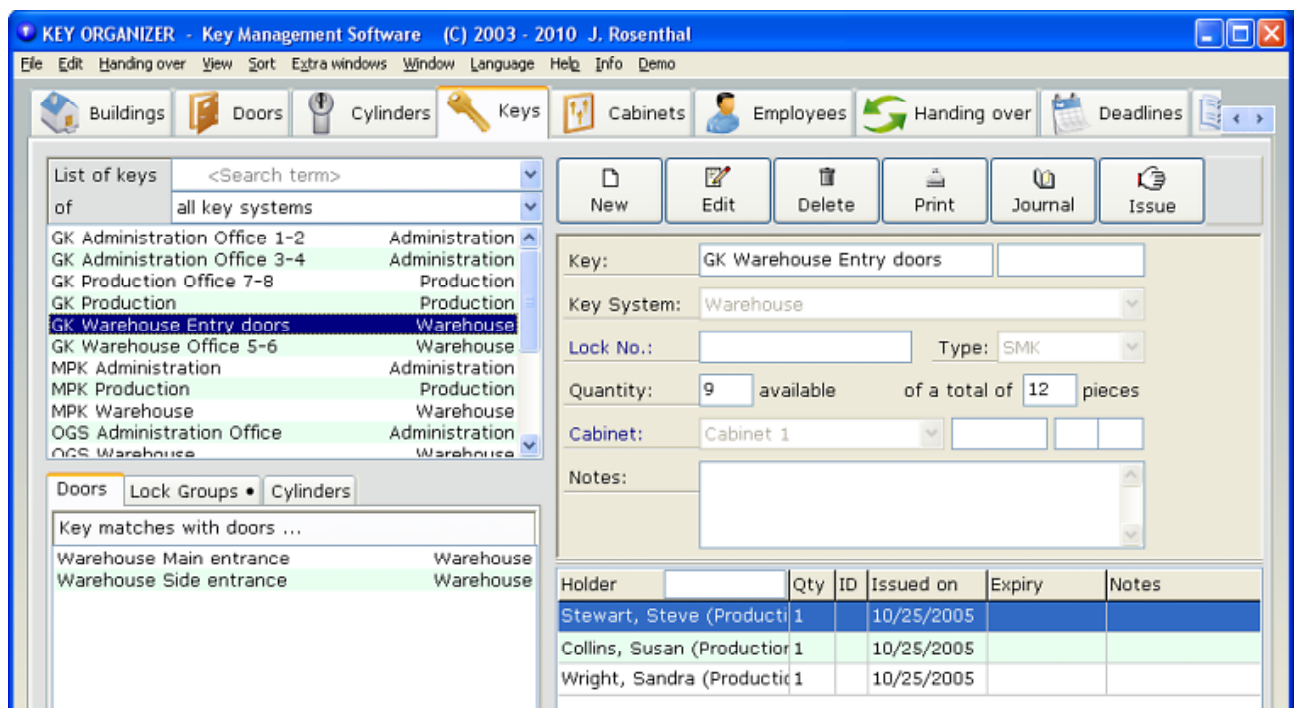 KEY ORGANIZER - Key Management Software (C) 2003 - 2010 J. Rosenthal
File Edit Handing over View Sort Extra windows Window Language Help Info Demo
Buildings Doors Cylinders Keys Cabinets Employees Handing over Deadlines
List of keys <Search term>
of all key systems
GK Administration Office 1-2 Administration
GK Administration Office 3-4 Administration
GK Production Office 7-8 Production
GK Production Production
GK Warehouse Entry doors Warehouse
GK Warehouse Office 5-6 Warehouse
MPK Administration Administration
MPK Production Production
MPK Warehouse Warehouse
OGS Administration Office Administration
OGS Warehouse Warehouse
Doors Lock Groups • Cylinders
Key matches with doors ...
Warehouse Main entrance Warehouse
Warehouse Side entrance Warehouse
New Edit Delete Print Journal Issue
Key: GK Warehouse Entry doors
Key System: Warehouse
Lock No.: Type: SMK
Quantity: 9 available of a total of 12 pieces
Cabinet: Cabinet 1
Notes:
Holder Qty ID Issued on Expiry Notes
Stewart, Steve (Producti 1 10/25/2005
Collins, Susan (Production 1 10/25/2005
Wright, Sandra (Productio 1 10/25/2005